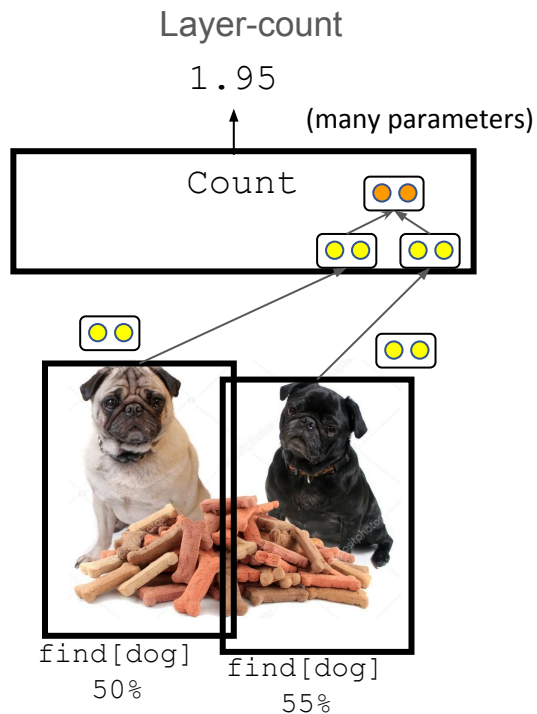 Layer-count
1.95
(many parameters)
Count
find[dog]
50%
find[dog]
55%